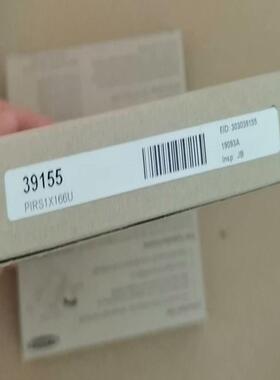 39155
PIRS1X166U
EID: 303039155
19093A
Insp: JB